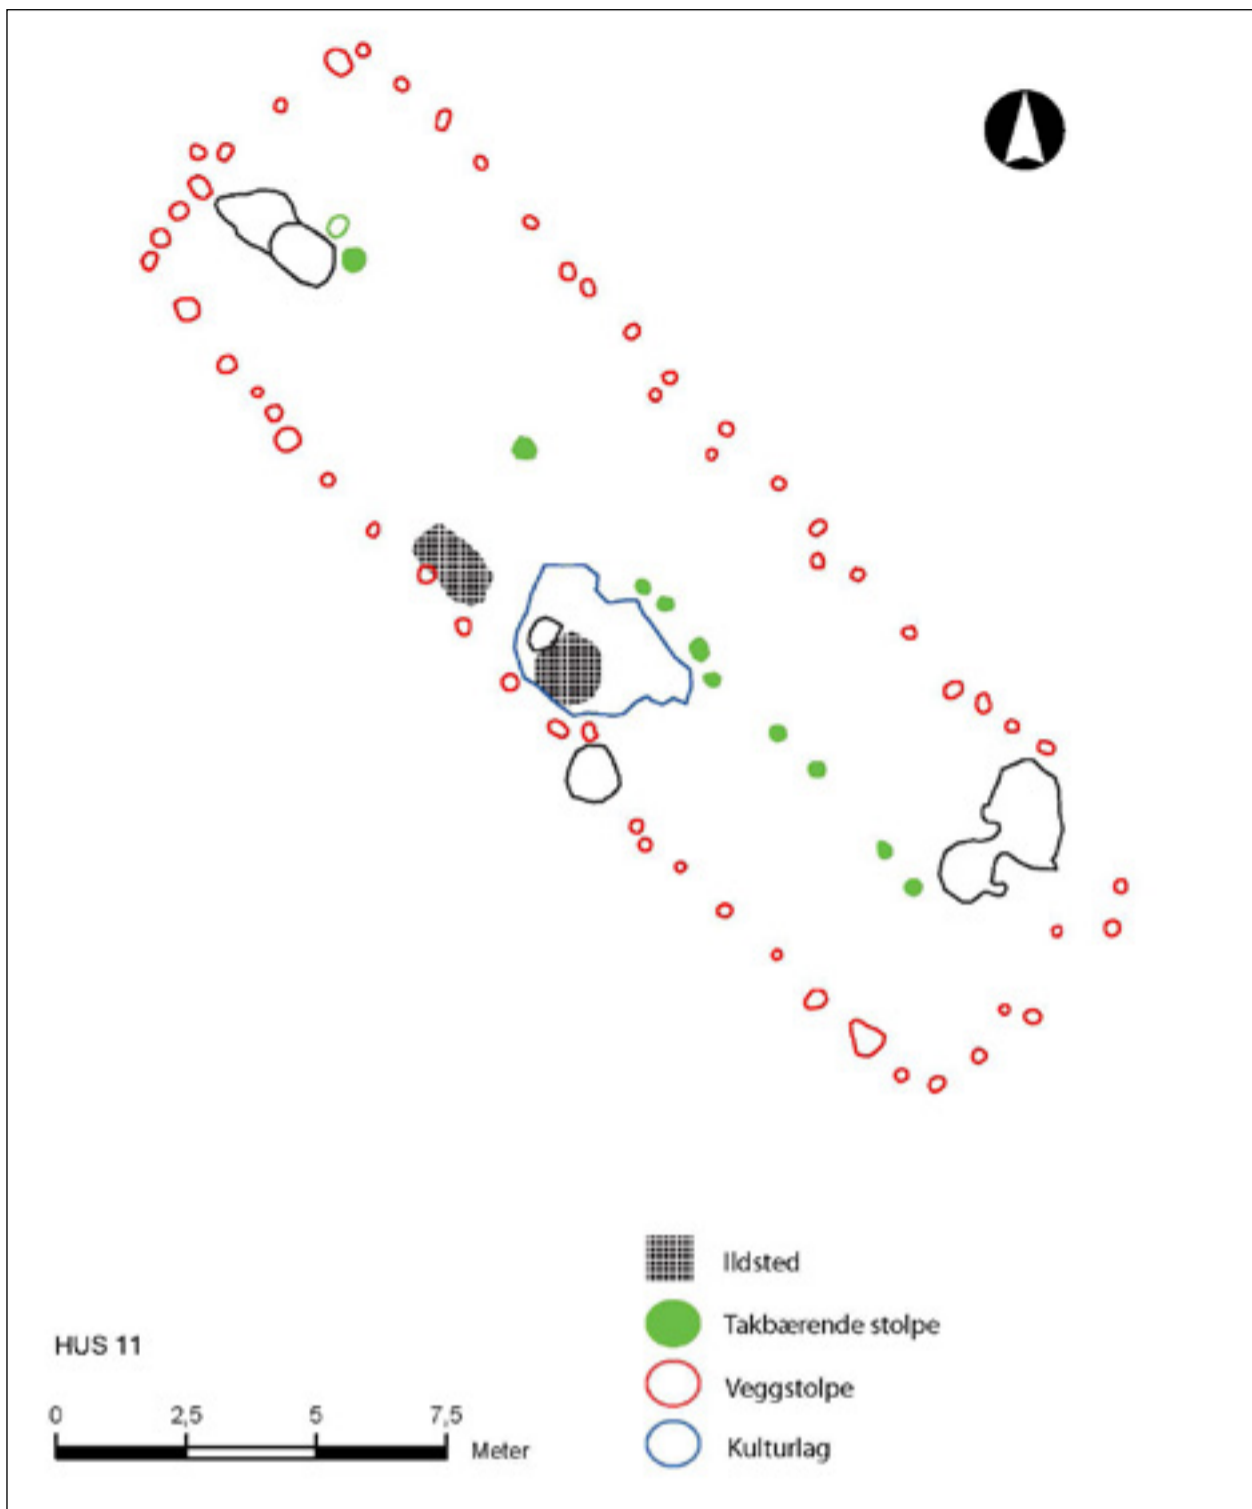 Ildsted
Takbærende stolpe
Veggstolpe
Kulturlag
HUS 11
0 2,5 5 7,5
Meter